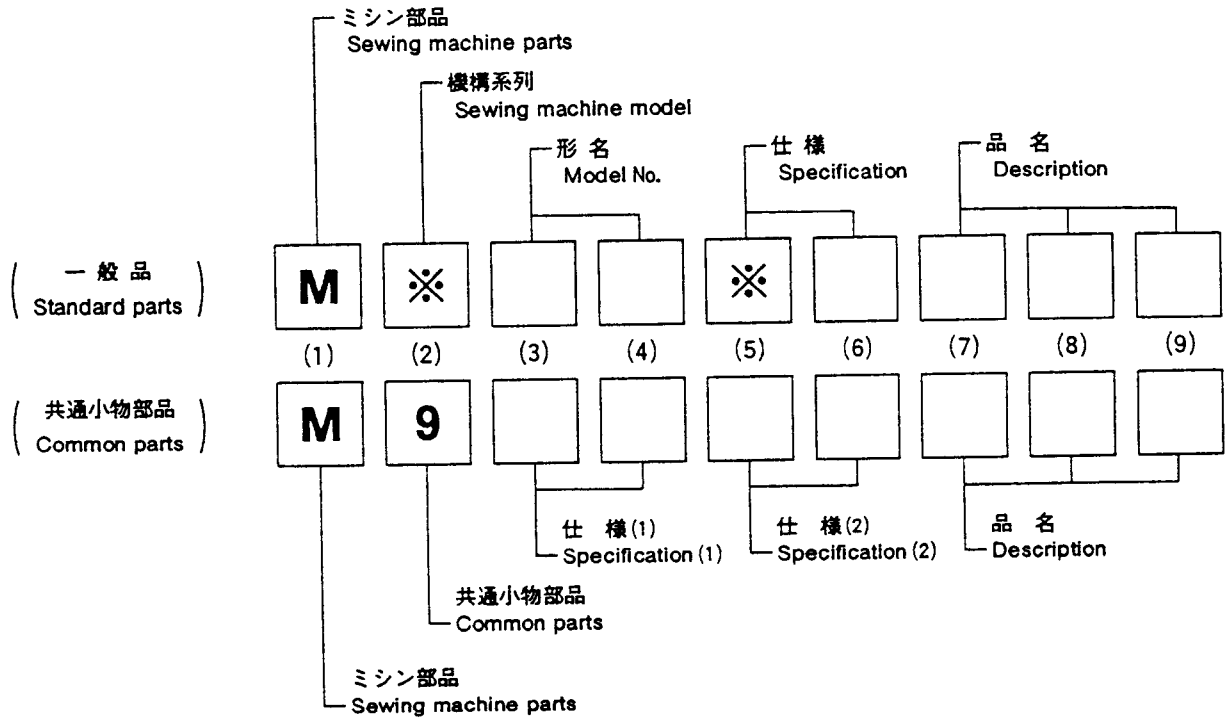 ミシン部品
Sewing machine parts
機構系列
Sewing machine model
形 名
Model No.
仕 様
Specification
品 名
Description
( 一 般 品 )
( Standard parts )
M ※ ※
(1) (2) (3) (4) (5) (6) (7) (8) (9)
( 共通小物部品 )
( Common parts )
M 9
仕 様(1)
Specification(1)
仕 様(2)
Specification(2)
品 名
Description
共通小物部品
Common parts
ミシン部品
Sewing machine parts